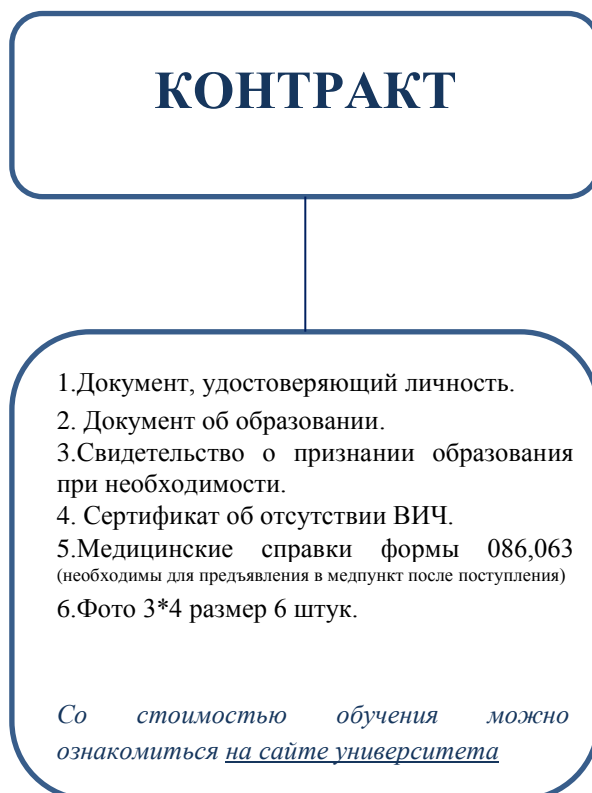 КОНТРАКТ
1.Документ, удостоверяющий личность.
2. Документ об образовании.
3.Свидетельство о признании образования
при необходимости.
4. Сертификат об отсутствии ВИЧ.
5.Медицинские справки формы 086,063
(необходимы для предъявления в медпункт после поступления)
6.Фото 3*4 размер 6 штук.
Со стоимостью обучения можно
ознакомиться на сайте университета